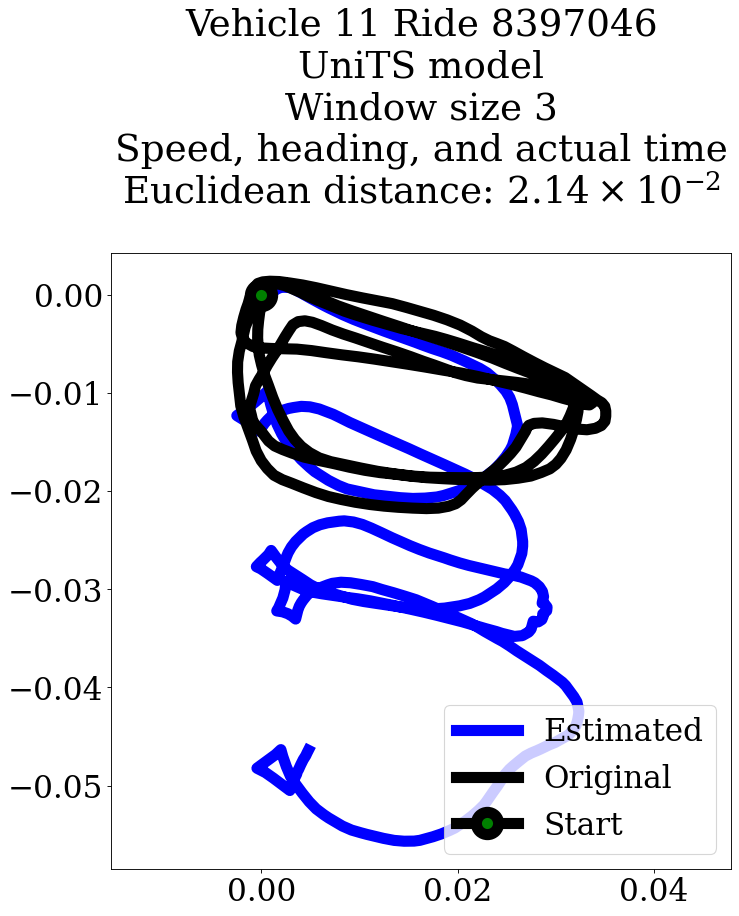 Vehicle 11 Ride 8397046
UniTS model
Window size 3
Speed, heading, and actual time
Euclidean distance: 2.14 × 10⁻²
0.00
−0.01
−0.02
−0.03
−0.04
−0.05
Estimated
Original
Start
0.00 0.02 0.04